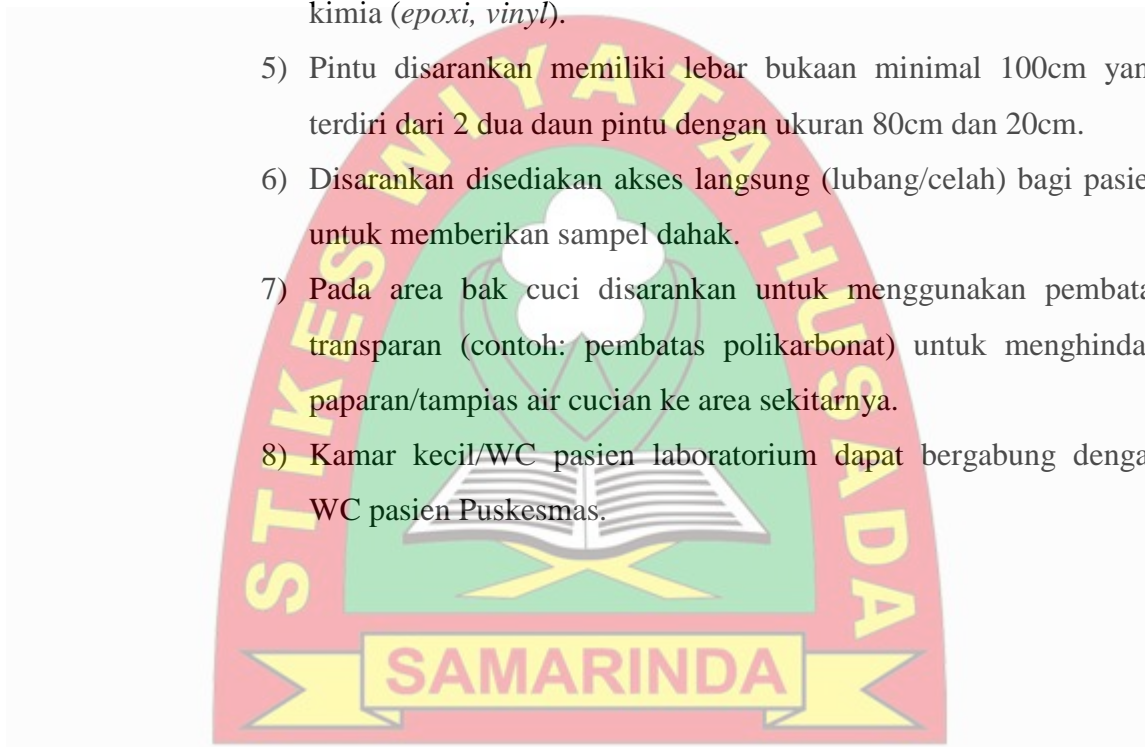 kimia (epoxi, vinyl).
5) Pintu disarankan memiliki lebar bukaan minimal 100cm yan
terdiri dari 2 dua daun pintu dengan ukuran 80cm dan 20cm.
6) Disarankan disediakan akses langsung (lubang/celah) bagi pasie
untuk memberikan sampel dahak.
7) Pada area bak cuci disarankan untuk menggunakan pembata
transparan (contoh: pembatas polikarbonat) untuk menghinda
paparan/tampias air cucian ke area sekitarnya.
8) Kamar kecil/WC pasien laboratorium dapat bergabung denga
WC pasien Puskesmas.
STIKES WIYATA HUSADA
SAMARINDA